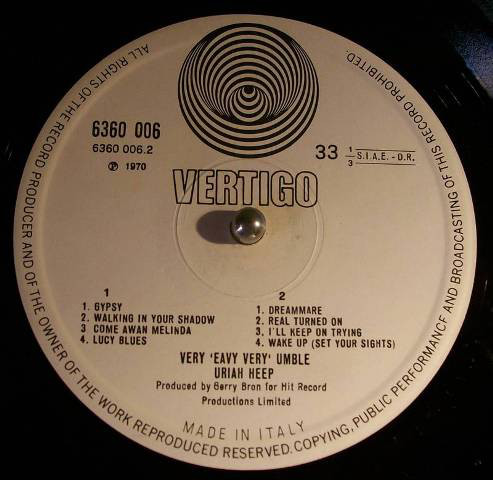 6360 006
6360 006.2
Ⓟ 1970
33 1/3 S.I.A.E. - D.R.
VERTIGO
1
1. GYPSY
2. WALKING IN YOUR SHADOW
3 COME AWAN MELINDA
4. LUCY BLUES
2
1. DREAMMARE
2. REAL TURNED ON
3. I'LL KEEP ON TRYING
4. WAKE UP (SET YOUR SIGHTS)
VERY 'EAVY VERY' UMBLE
URIAH HEEP
Produced by Gerry Bron for Hit Record
Productions Limited
MADE IN ITALY
ALL RIGHTS OF THE RECORD PRODUCER AND OF THE OWNER OF THE WORK REPRODUCED RESERVED. COPYING, PUBLIC PERFORMANCE AND BROADCASTING OF THIS RECORD PROHIBITED.